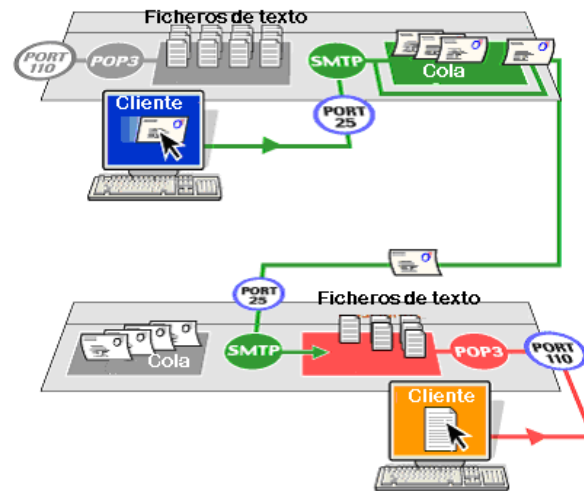 Ficheros de texto
PORT
110
POP3
SMTP
Cola
Cliente
PORT
25
PORT
25
Ficheros de texto
Cola
SMTP
POP3
PORT
110
Cliente